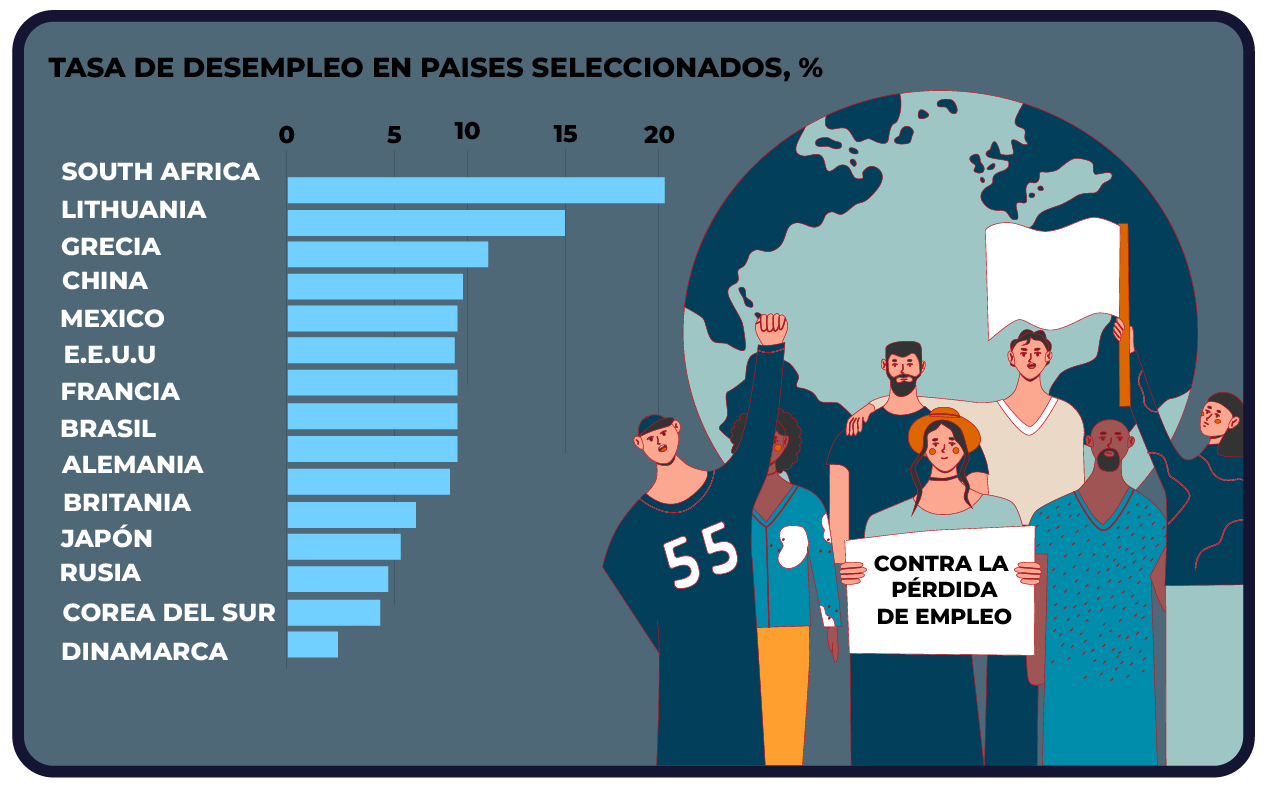 TASA DE DESEMPLEO EN PAISES SELECCIONADOS, %
0 5 10 15 20
SOUTH AFRICA
LITHUANIA
GRECIA
CHINA
MEXICO
E.E.U.U
FRANCIA
BRASIL
ALEMANIA
BRITANIA
JAPÓN
RUSIA
COREA DEL SUR
DINAMARCA
55
CONTRA LA
PÉRDIDA
DE EMPLEO